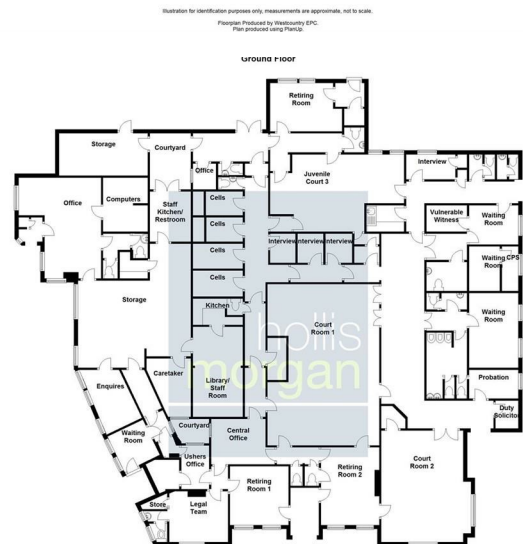 Illustration for identification purposes only, measurements are approximate, not to scale.
Floorplan Produced by Westcountry EPC.
Plan produced using PlanUp.
Ground Floor
Retiring
Room
Storage
Courtyard
Office
Juvenile
Court 3
Interview
Office
Computers
Staff
Kitchen/
Restroom
Cells
Cells
Cells
Cells
Interview
Interview
Interview
Vulnerable
Witness
Waiting
Room
Waiting
Room
CPS
Storage
Kitchen
Court
Room 1
Waiting
Room
hollis
morgan
Caretaker
Library/
Staff
Room
Enquires
Probation
Duty
Solicitor
Waiting
Room
Courtyard
Central
Office
Ushers
Office
Court
Room 2
Store
Legal
Team
Retiring
Room 1
Retiring
Room 2